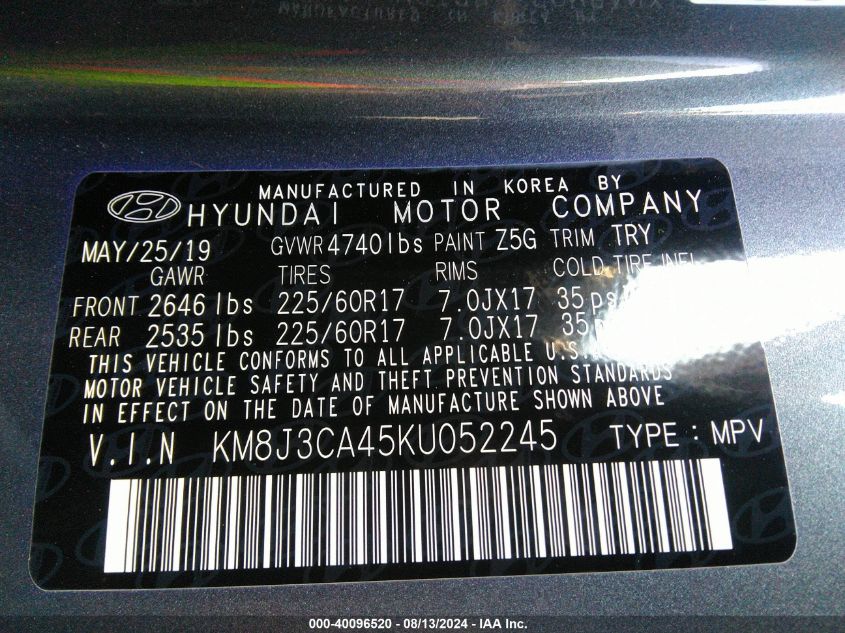 MANUFACTURED IN KOREA BY
HYUNDAI MOTOR COMPANY
MAY/25/19 GVWR 4740lbs PAINT Z5G TRIM TRY
GAWR TIRES RIMS COLD TIRE INFL
FRONT 2646 lbs 225/60R17 7.0JX17 35
REAR 2535 lbs 225/60R17 7.0JX17 35
THIS VEHICLE CONFORMS TO ALL APPLICABLE U.S.
MOTOR VEHICLE SAFETY AND THEFT PREVENTION STANDARDS
IN EFFECT ON THE DATE OF MANUFACTURE SHOWN ABOVE
V.I.N KM8J3CA45KU052245 TYPE : MPV
000-40096520 - 08/13/2024 - IAA Inc.